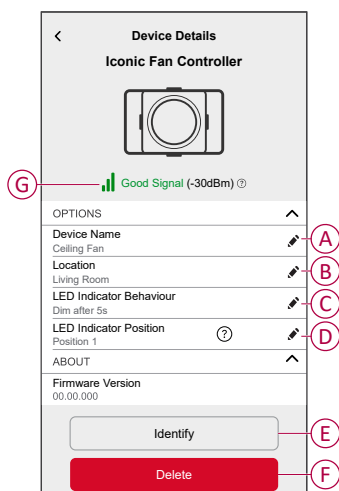 Device Details
Iconic Fan Controller
G
Good Signal (-30dBm) ?
OPTIONS
Device Name
Ceiling Fan
A
Location
Living Room
B
LED Indicator Behaviour
Dim after 5s
C
LED Indicator Position
Position 1
?
D
ABOUT
Firmware Version
00.00.000
Identify
E
Delete
F